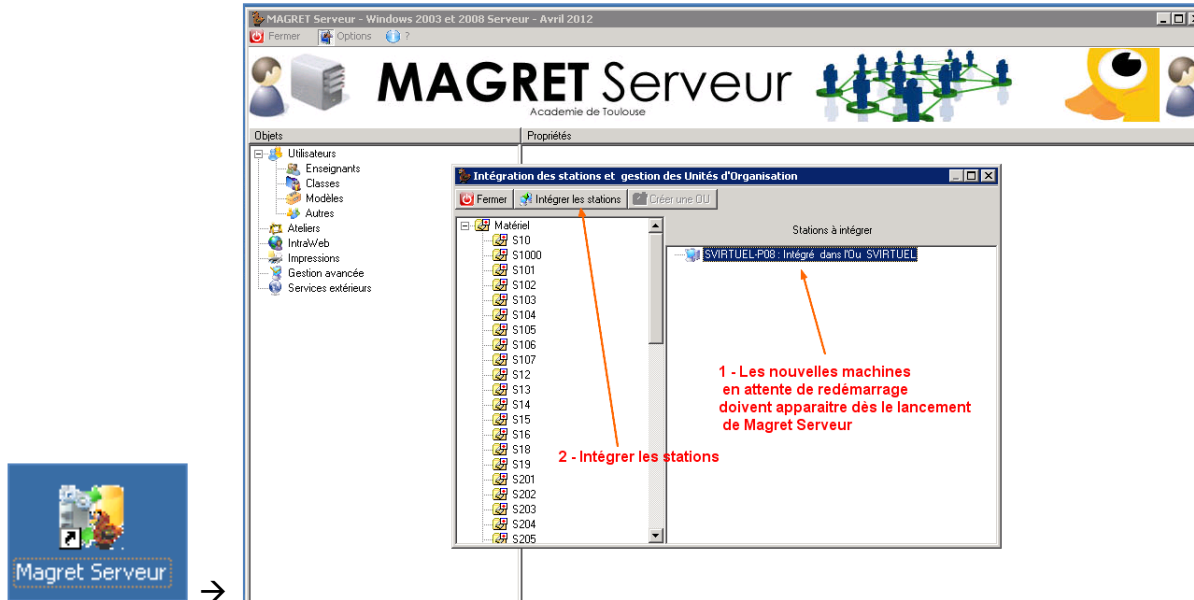 MAGRET Serveur - Windows 2003 et 2008 Serveur - Avril 2012
Fermer Options ?
MAGRET Serveur
Academie de Toulouse
Objets
Propriétés
Utilisateurs
Enseignants
Classes
Modèles
Autres
Ateliers
IntraWeb
Impressions
Gestion avancée
Services extérieurs
Intégration des stations et gestion des Unités d'Organisation
Fermer Intégrer les stations Créer une OU
Matériel
S10
S1000
S101
S102
S103
S104
S105
S106
S107
S12
S13
S14
S15
S16
S18
S19
S201
S202
S203
S204
S205
Stations à intégrer
SVIRTUEL-P08 : Intégré dans l'Ou SVIRTUEL
1 - Les nouvelles machines
en attente de redémarrage
doivent apparaitre dès le lancement
de Magret Serveur
2 - Intégrer les stations
Magret Serveur
→